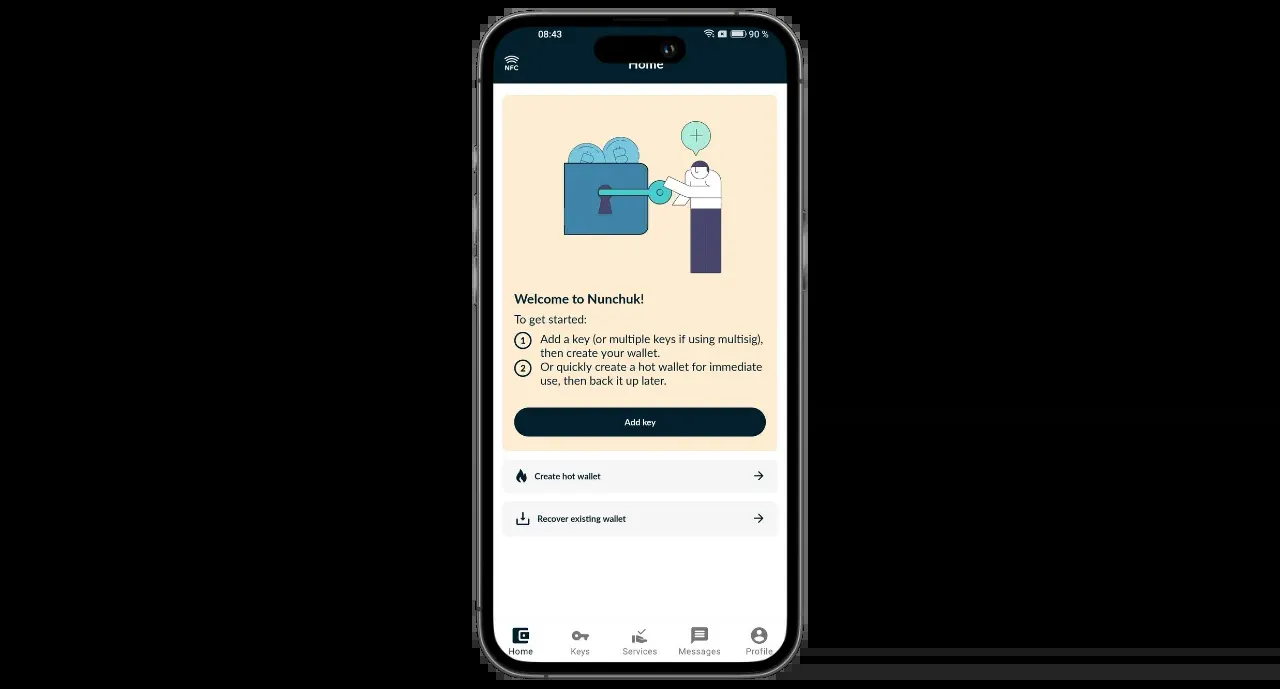 08:43
90 %
NFC
Home
Welcome to Nunchuk!
To get started:
1 Add a key (or multiple keys if using multisig),
then create your wallet.
2 Or quickly create a hot wallet for immediate
use, then back it up later.
Add key
Create hot wallet
Recover existing wallet
Home Keys Services Messages Profile